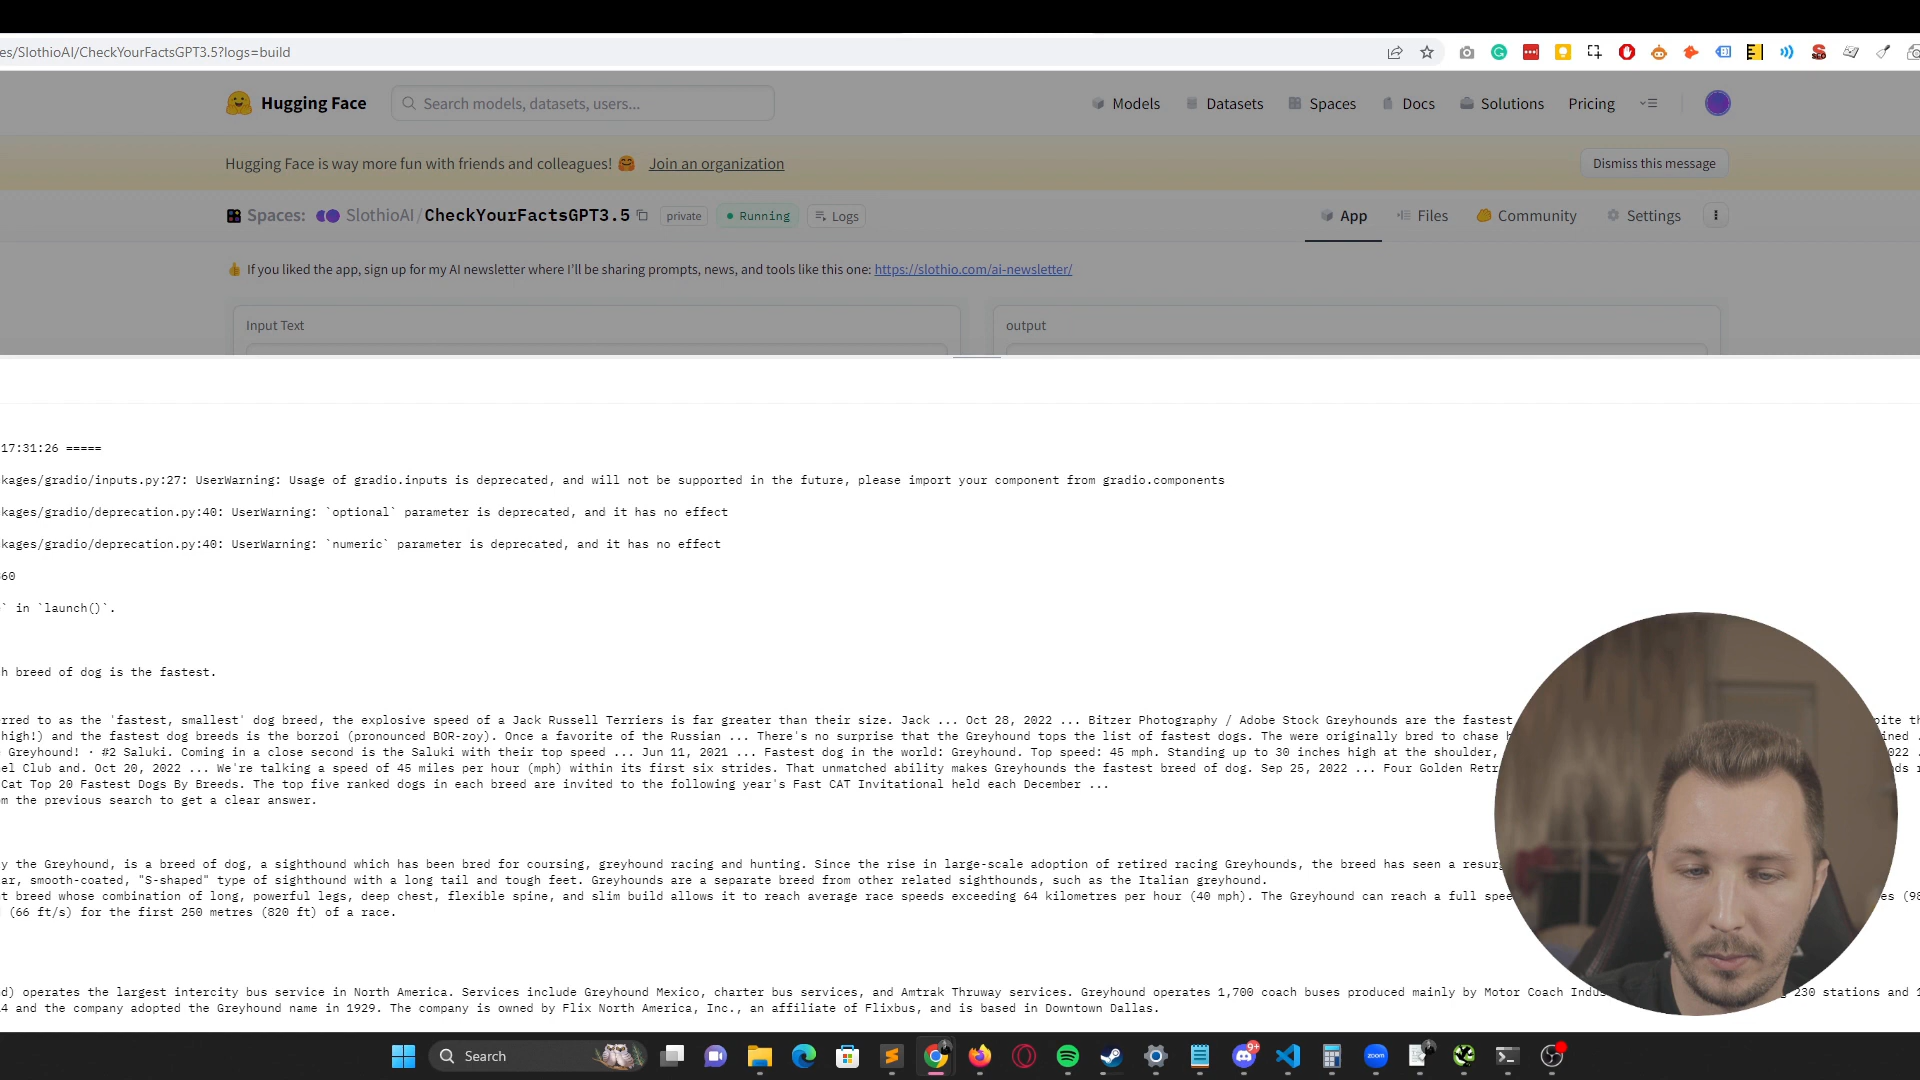 es/SlothioAI/CheckYourFactsGPT3.5?logs=build
Hugging Face
Search models, datasets, users...
Models
Datasets
Spaces
Docs
Solutions
Pricing
Hugging Face is way more fun with friends and colleagues! 🤗 Join an organization
Dismiss this message
Spaces: SlothioAI/CheckYourFactsGPT3.5 private Running Logs
App
Files
Community
Settings
👍 If you liked the app, sign up for my AI newsletter where I'll be sharing prompts, news, and tools like this one: https://slothio.com/ai-newsletter/
Input Text
output
17:31:26 =====
kages/gradio/inputs.py:27: UserWarning: Usage of gradio.inputs is deprecated, and will not be supported in the future, please import your component from gradio.components
kages/gradio/deprecation.py:40: UserWarning: `optional` parameter is deprecated, and it has no effect
kages/gradio/deprecation.py:40: UserWarning: `numeric` parameter is deprecated, and it has no effect
60
` in `launch()`.
h breed of dog is the fastest.
rred to as the 'fastest, smallest' dog breed, the explosive speed of a Jack Russell Terriers is far greater than their size. Jack ... Oct 28, 2022 ... Bitzer Photography / Adobe Stock Greyhounds are the fastest
high!) and the fastest dog breeds is the borzoi (pronounced BOR-zoy). Once a favorite of the Russian ... There's no surprise that the Greyhound tops the list of fastest dogs. The were originally bred to chase
Greyhound! · #2 Saluki. Coming in a close second is the Saluki with their top speed ... Jun 11, 2021 ... Fastest dog in the world: Greyhound. Top speed: 45 mph. Standing up to 30 inches high at the shoulder,
el Club and. Oct 20, 2022 ... We're talking a speed of 45 miles per hour (mph) within its first six strides. That unmatched ability makes Greyhounds the fastest breed of dog. Sep 25, 2022 ... Four Golden Retr
Cat Top 20 Fastest Dogs By Breeds. The top five ranked dogs in each breed are invited to the following year's Fast CAT Invitational held each December ...
m the previous search to get a clear answer.
y the Greyhound, is a breed of dog, a sighthound which has been bred for coursing, greyhound racing and hunting. Since the rise in large-scale adoption of retired racing Greyhounds, the breed has seen a resurg
ar, smooth-coated, "S-shaped" type of sighthound with a long tail and tough feet. Greyhounds are a separate breed from other related sighthounds, such as the Italian greyhound.
t breed whose combination of long, powerful legs, deep chest, flexible spine, and slim build allows it to reach average race speeds exceeding 64 kilometres per hour (40 mph). The Greyhound can reach a full spee
(66 ft/s) for the first 250 metres (820 ft) of a race.
d) operates the largest intercity bus service in North America. Services include Greyhound Mexico, charter bus services, and Amtrak Thruway services. Greyhound operates 1,700 coach buses produced mainly by Motor Coach Indus 230 stations and 1
4 and the company adopted the Greyhound name in 1929. The company is owned by Flix North America, Inc., an affiliate of Flixbus, and is based in Downtown Dallas.
Search
zoom
9+